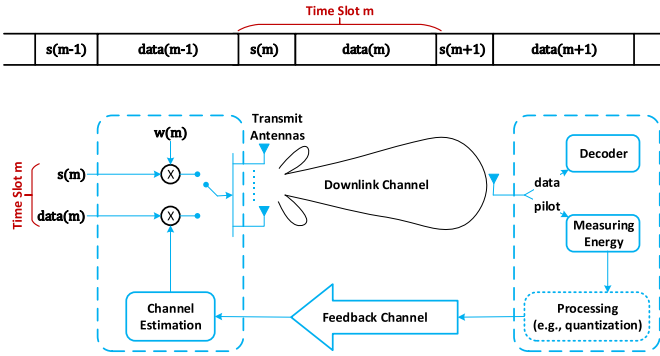 Time Slot m
s(m-1) data(m-1) s(m) data(m) s(m+1) data(m+1)
Transmit
Antennas
w(m)
Time Slot m
s(m)
X
data(m)
X
Downlink Channel
data
pilot
Decoder
Measuring
Energy
Channel
Estimation
Feedback Channel
Processing
(e.g., quantization)